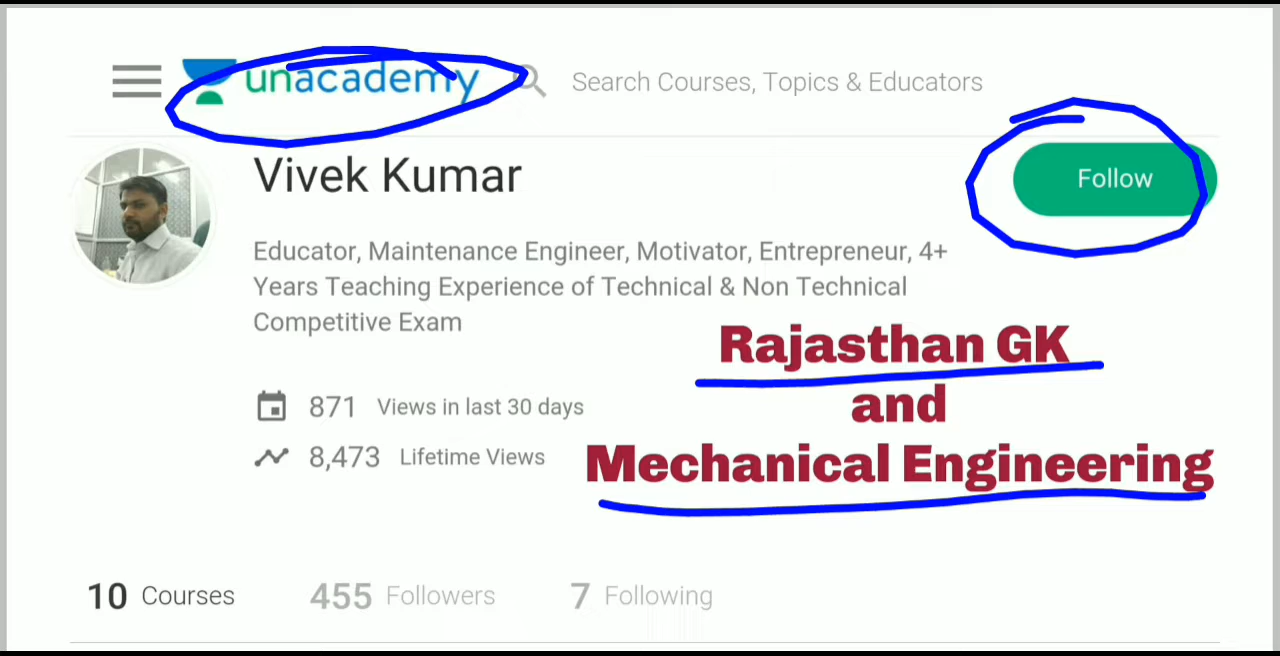 unacademy
Search Courses, Topics & Educators
Vivek Kumar
Follow
Educator, Maintenance Engineer, Motivator, Entrepreneur, 4+
Years Teaching Experience of Technical & Non Technical
Competitive Exam
Rajasthan GK
and
Mechanical Engineering
871 Views in last 30 days
8,473 Lifetime Views
10 Courses 455 Followers 7 Following